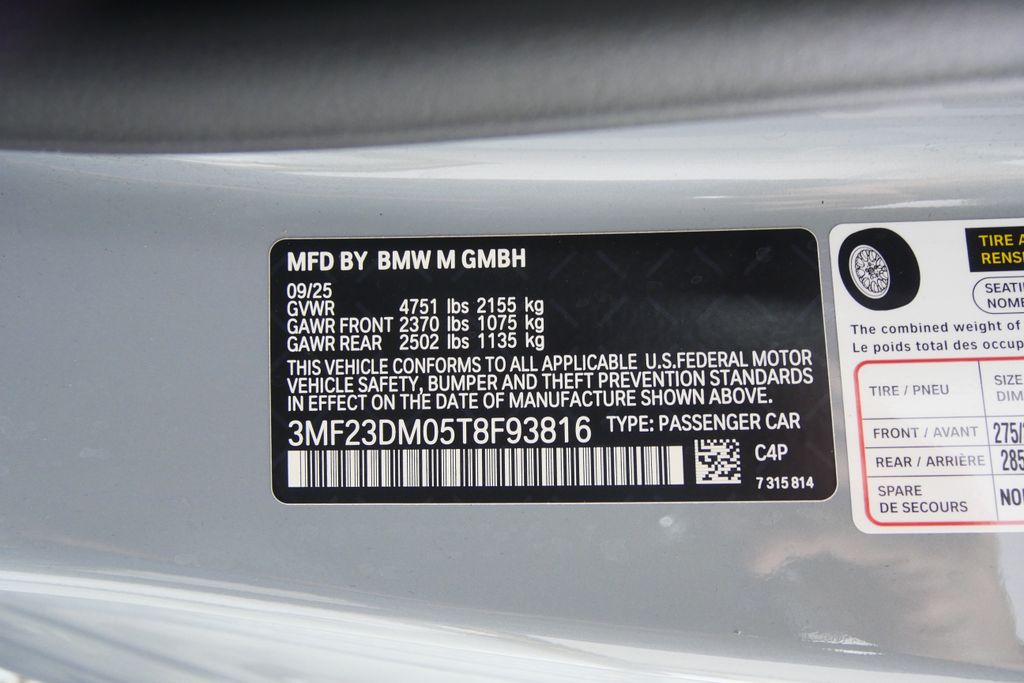 MFD BY BMW M GMBH
09/25
GVWR 4751 lbs 2155 kg
GAWR FRONT 2370 lbs 1075 kg
GAWR REAR 2502 lbs 1135 kg
THIS VEHICLE CONFORMS TO ALL APPLICABLE U.S.FEDERAL MOTOR
VEHICLE SAFETY, BUMPER AND THEFT PREVENTION STANDARDS
IN EFFECT ON THE DATE OF MANUFACTURE SHOWN ABOVE.
3MF23DM05T8F93816 TYPE: PASSENGER CAR
C4P
7 315 814
TIRE
The combined weight of
Le poids total des
TIRE / PNEU
FRONT / AVANT 275/
REAR / ARRIÈRE 285
SPARE
DE SECOURS